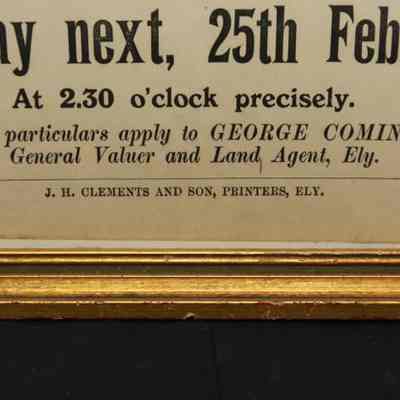 ay next, 25th Feb
At 2.30 o'clock precisely.
particulars apply to GEORGE COMIN
General Valuer and Land Agent, Ely.
J. H. CLEMENTS AND SON, PRINTERS, ELY.